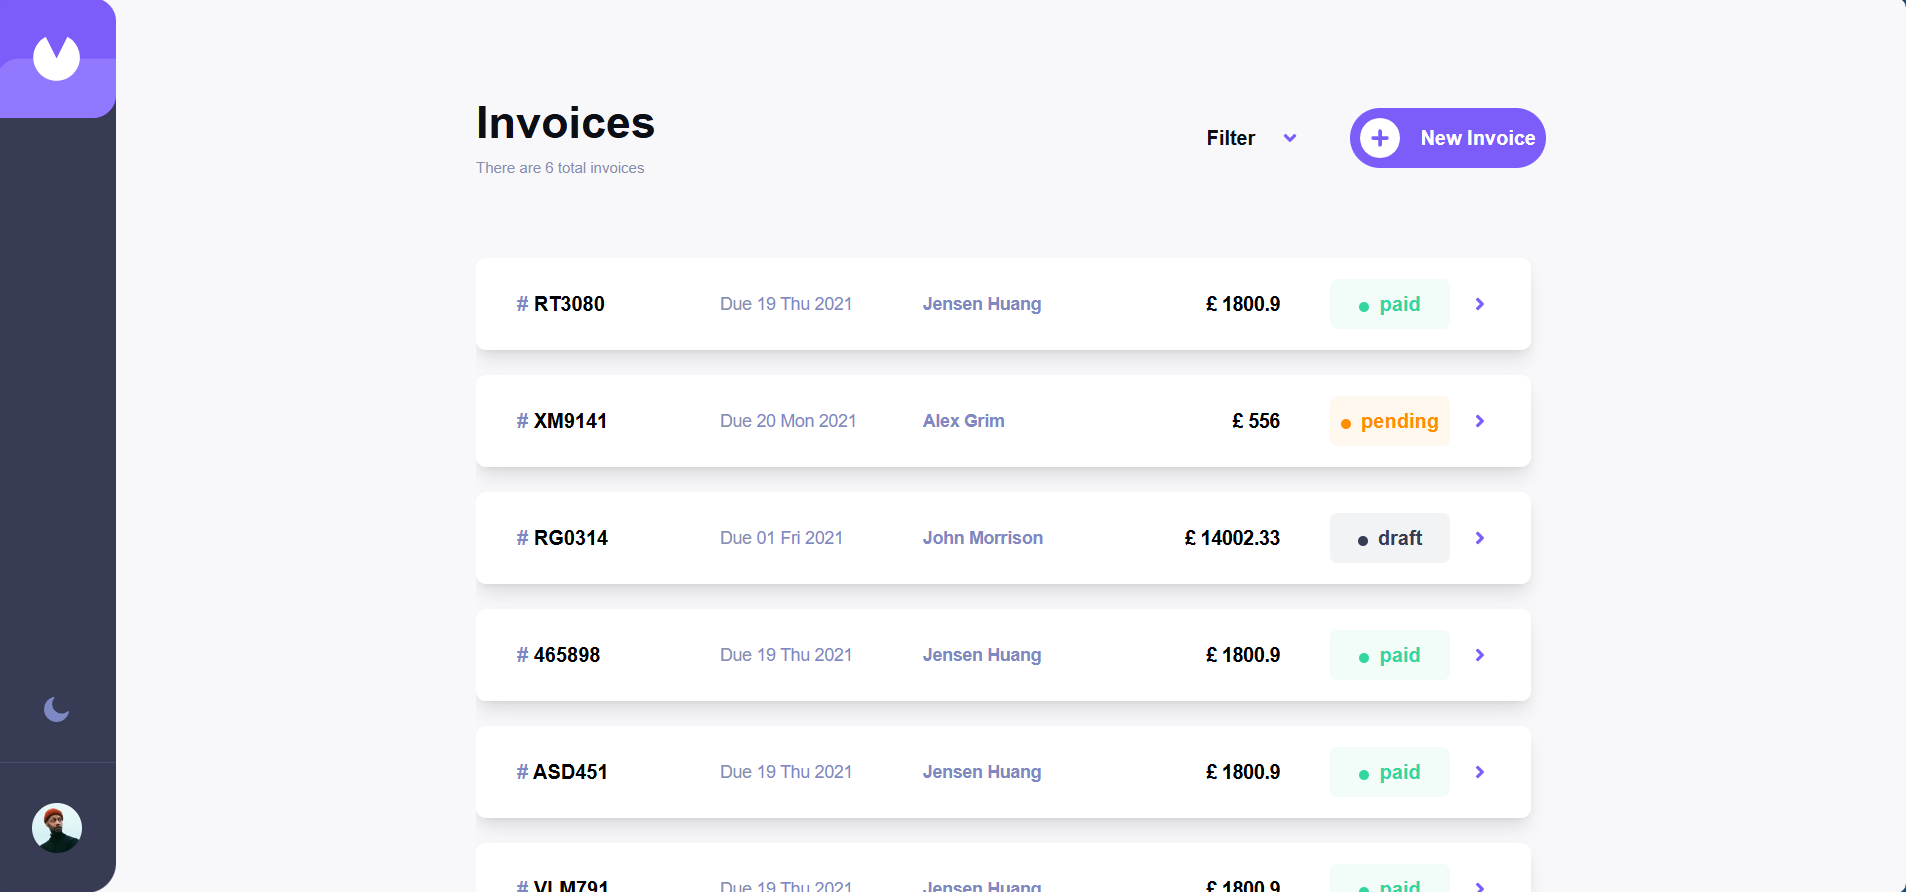 Invoices
There are 6 total invoices
Filter
New Invoice
# RT3080 Due 19 Thu 2021 Jensen Huang £ 1800.9 paid
# XM9141 Due 20 Mon 2021 Alex Grim £ 556 pending
# RG0314 Due 01 Fri 2021 John Morrison £ 14002.33 draft
# 465898 Due 19 Thu 2021 Jensen Huang £ 1800.9 paid
# ASD451 Due 19 Thu 2021 Jensen Huang £ 1800.9 paid
# VLM791 Due 19 Thu 2021 Jensen Huang £ 1800.9 paid